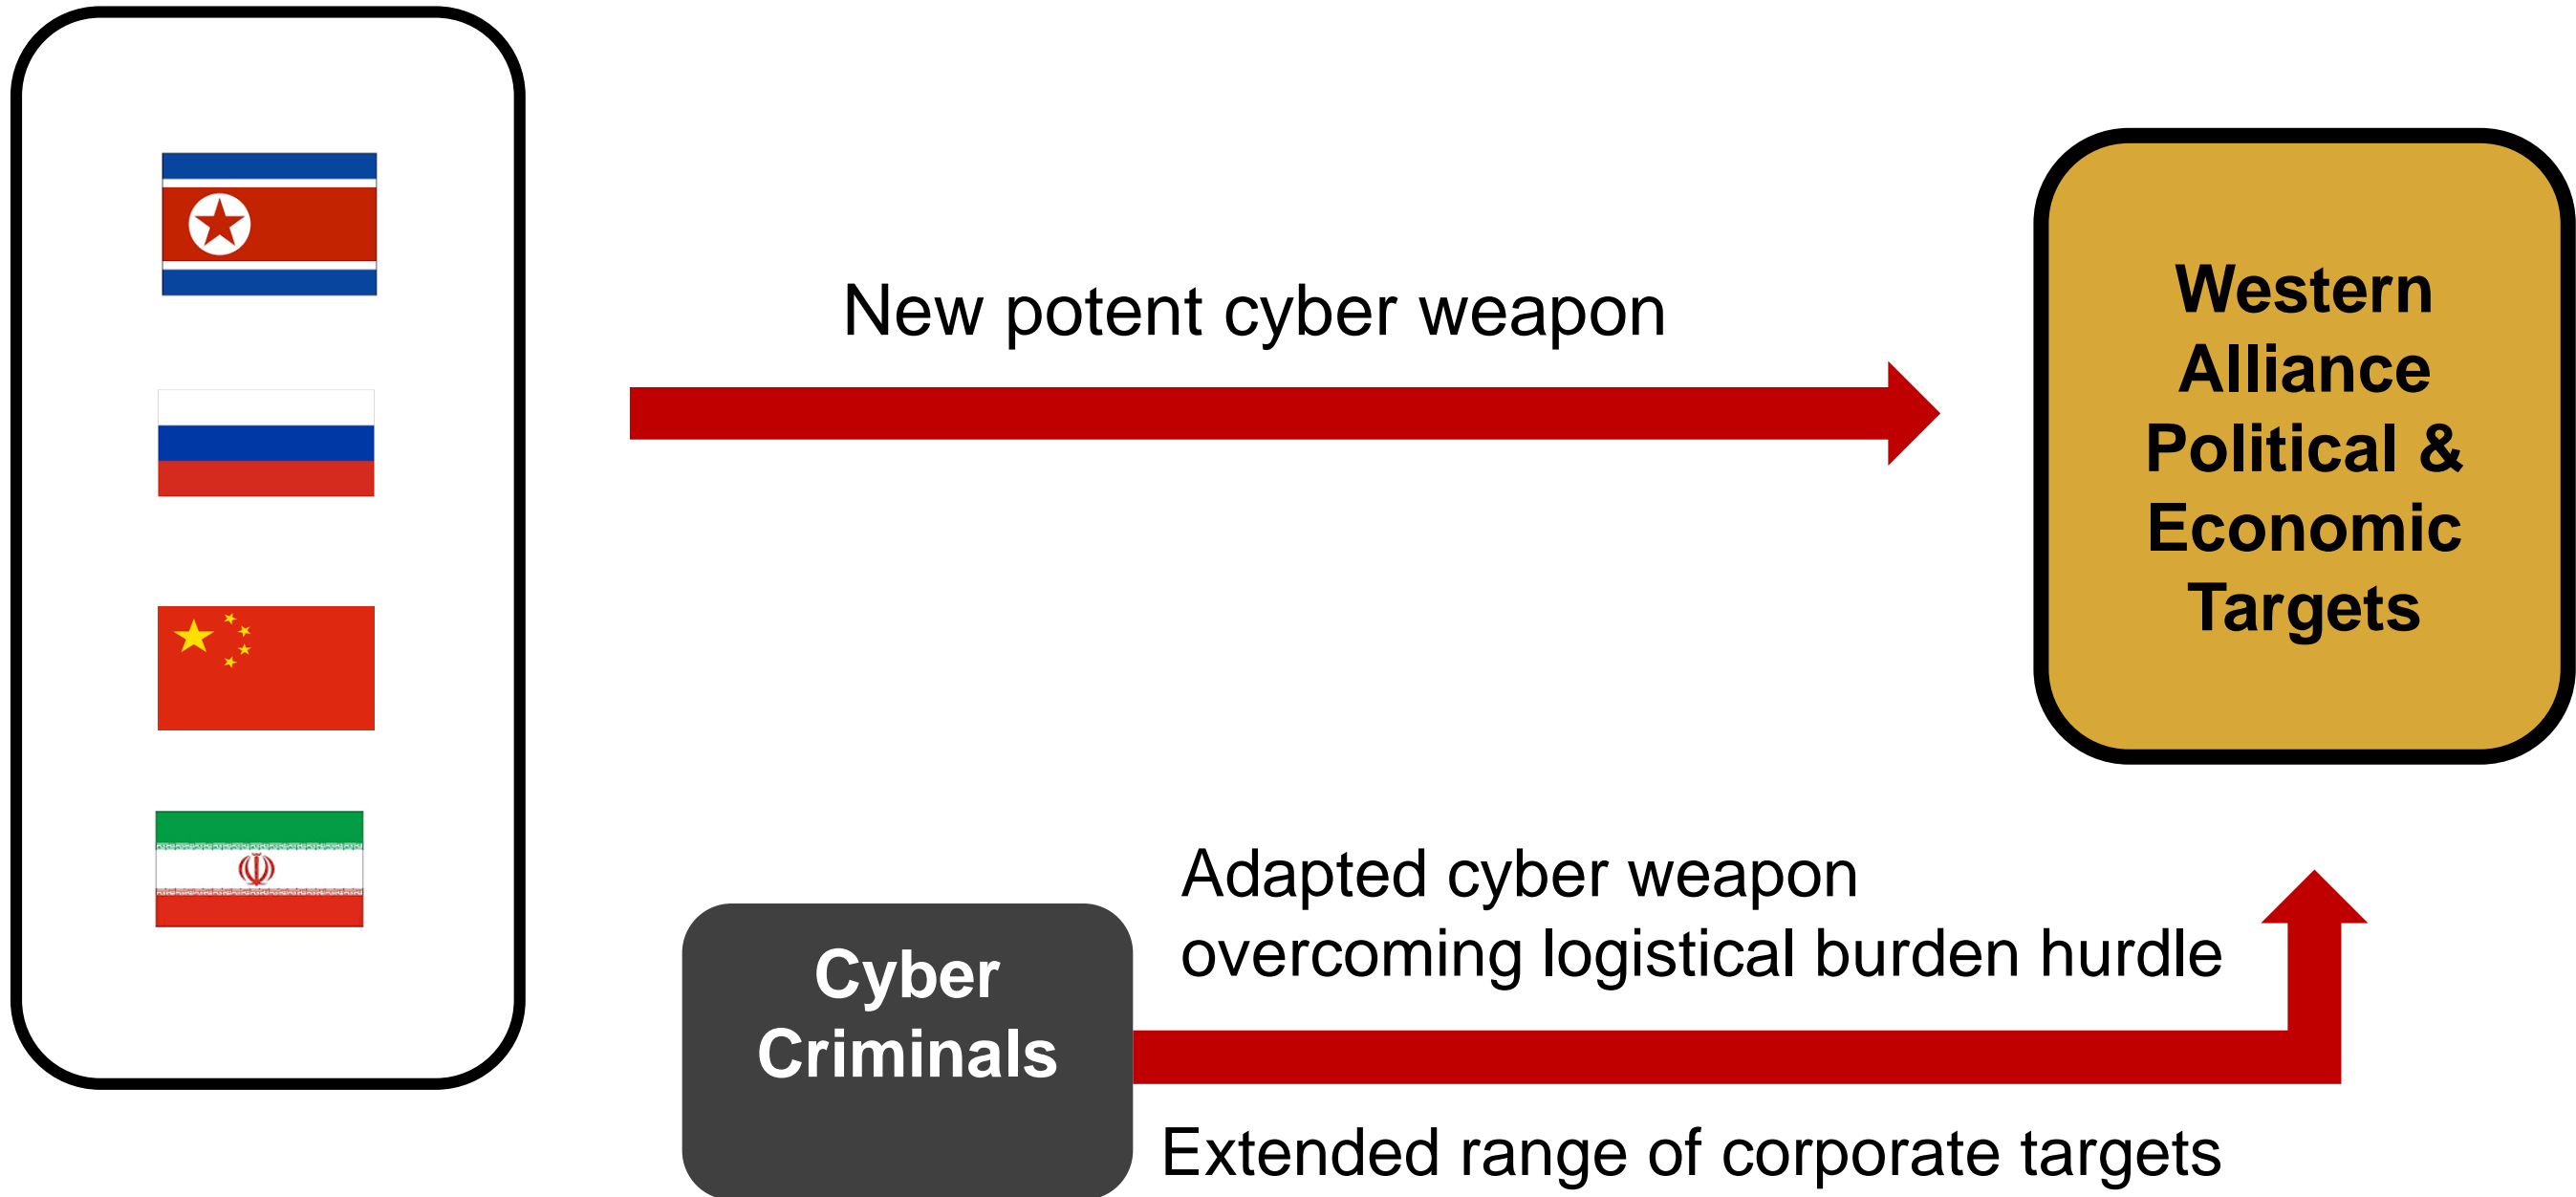 New potent cyber weapon
Western
Alliance
Political &
Economic
Targets
Adapted cyber weapon
overcoming logistical burden hurdle
Cyber
Criminals
Extended range of corporate targets